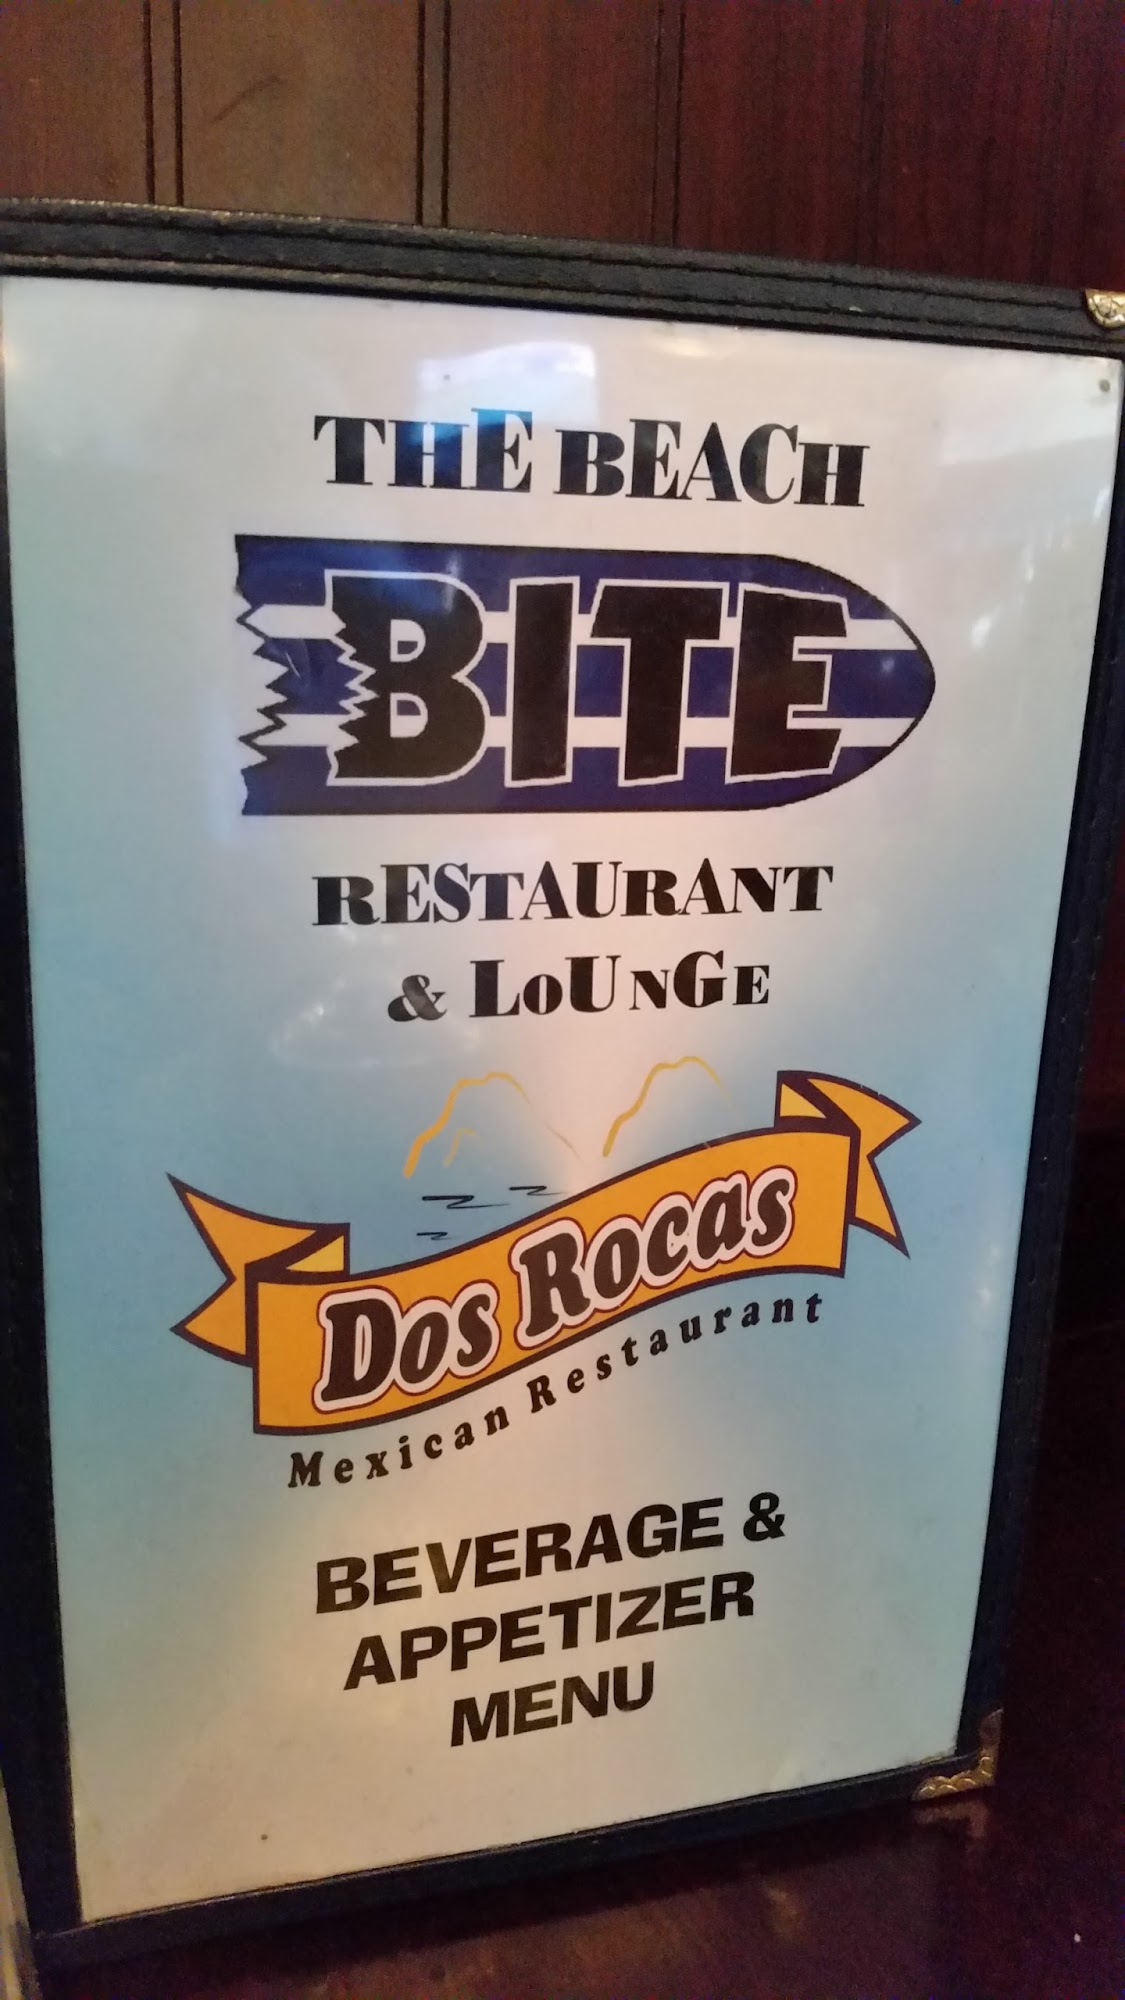 THE BEACH
BITE
RESTAURANT
& LOUNGE
Dos Rocas
Mexican Restaurant
BEVERAGE &
APPETIZER
MENU